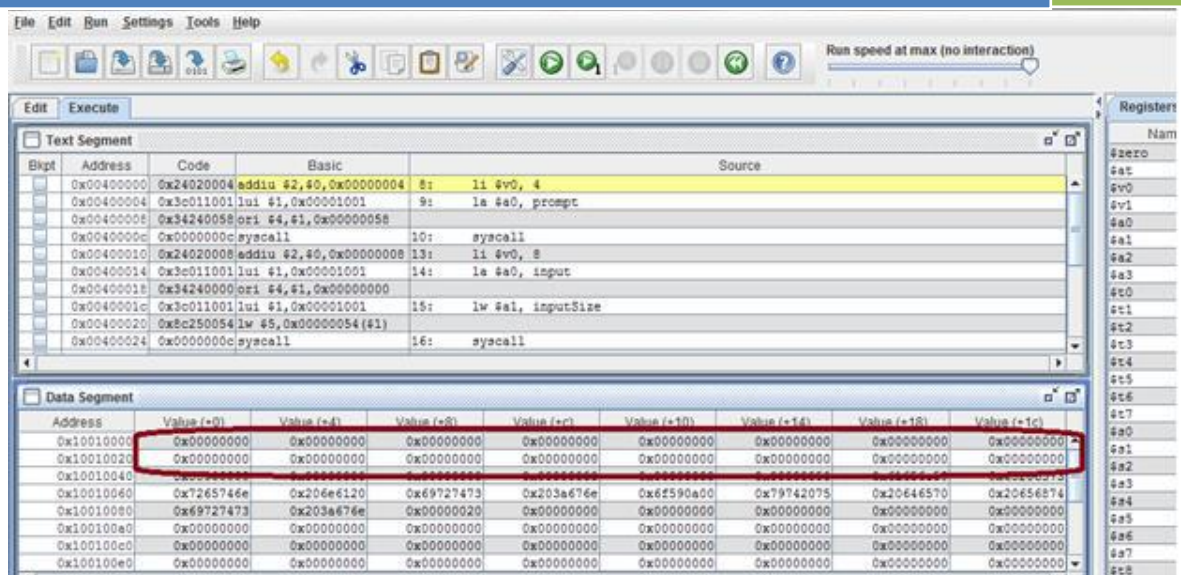 File Edit Run Settings Tools Help
Run speed at max (no interaction)
Edit Execute
Registers
Text Segment
Nam
Bkpt Address Code Basic Source
0x00400000 0x24020004 addiu $2,$0,0x00000004 8: li $v0, 4
0x00400004 0x3c011001 lui $1,0x00001001 9: la $a0, prompt
0x00400008 0x34240058 ori $4,$1,0x00000058
0x0040000c 0x0000000c syscall 10: syscall
0x00400010 0x24020008 addiu $2,$0,0x00000008 13: li $v0, 8
0x00400014 0x3c011001 lui $1,0x00001001 14: la $a0, input
0x00400018 0x34240000 ori $4,$1,0x00000000
0x0040001c 0x3c011001 lui $1,0x00001001 15: lw $a1, inputSize
0x00400020 0x8c250054 lw $5,0x00000054($1)
0x00400024 0x0000000c syscall 16: syscall
Data Segment
Address Value (+0) Value (+4) Value (+8) Value (+c) Value (+10) Value (+14) Value (+18) Value (+1c)
0x10010000 0x00000000 0x00000000 0x00000000 0x00000000 0x00000000 0x00000000 0x00000000 0x00000000
0x10010020 0x00000000 0x00000000 0x00000000 0x00000000 0x00000000 0x00000000 0x00000000 0x00000000
0x10010040
0x10010060 0x7265746e 0x206e6120 0x69727473 0x203a676e 0x6f590a00 0x79742075 0x20646570 0x20656874
0x10010080 0x69727473 0x203a676e 0x00000020 0x00000000 0x00000000 0x00000000 0x00000000 0x00000000
0x100100a0 0x00000000 0x00000000 0x00000000 0x00000000 0x00000000 0x00000000 0x00000000 0x00000000
0x100100c0 0x00000000 0x00000000 0x00000000 0x00000000 0x00000000 0x00000000 0x00000000 0x00000000
0x100100e0 0x00000000 0x00000000 0x00000000 0x00000000 0x00000000 0x00000000 0x00000000 0x00000000
$zero
$at
$v0
$v1
$a0
$a1
$a2
$a3
$t0
$t1
$t2
$t3
$t4
$t5
$t6
$t7
$s0
$s1
$s2
$s3
$s4
$s5
$s6
$s7
$t8